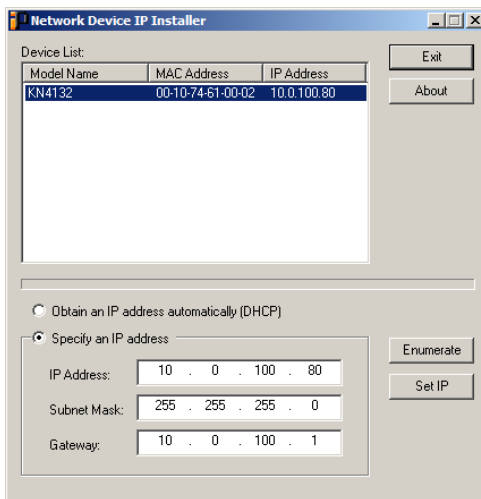 Network Device IP Installer
Device List:
Exit
Model Name MAC Address IP Address
KN4132 00-10-74-61-00-02 10.0.100.80
About
Obtain an IP address automatically (DHCP)
Specify an IP address
Enumerate
IP Address: 10 . 0 . 100 . 80
Set IP
Subnet Mask: 255 . 255 . 255 . 0
Gateway: 10 . 0 . 100 . 1